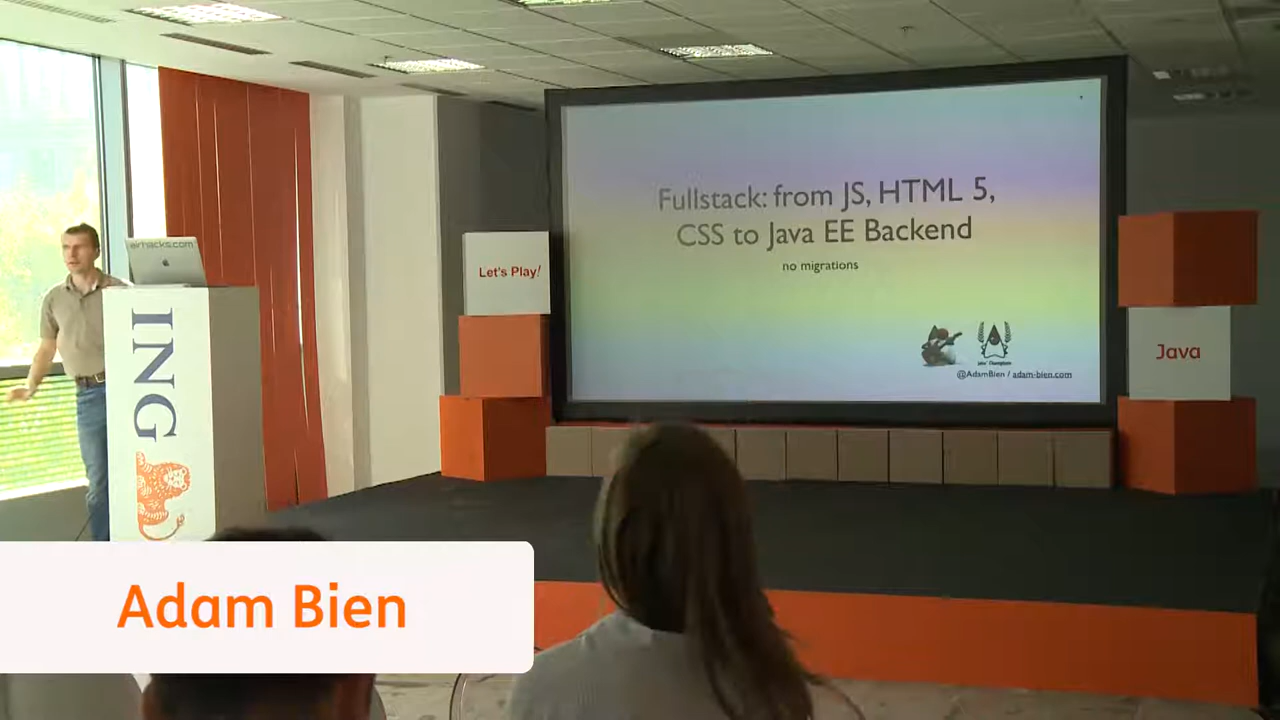 airhacks.com
ING
Let's Play!
Fullstack: from JS, HTML 5,
CSS to Java EE Backend
no migrations
@AdamBien / adam-bien.com
Java
Adam Bien